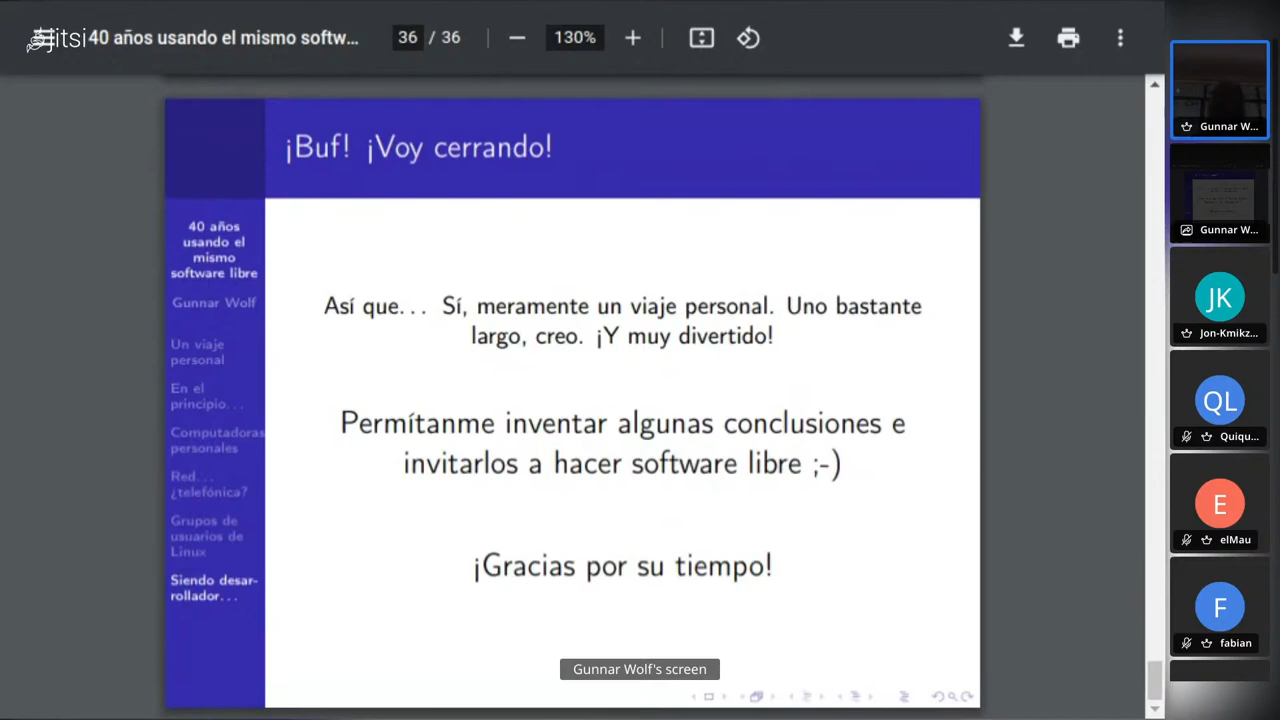 jitsi
40 años usando el mismo softw...
36 / 36
130%
¡Buf! ¡Voy cerrando!
40 años
usando el
mismo
software libre
Gunnar Wolf
Un viaje
personal
En el
principio...
Computadoras
personales
Red...
¿telefónica?
Grupos de
usuarios de
Linux
Siendo desar-
rollador...
Así que... Sí, meramente un viaje personal. Uno bastante
largo, creo. ¡Y muy divertido!
Permítanme inventar algunas conclusiones e
invitarlos a hacer software libre ;-)
¡Gracias por su tiempo!
Gunnar Wolf's screen
Gunnar W...
Gunnar W...
JK
Jon-Kmikz...
QL
Quiqu...
E
elMau
F
fabian